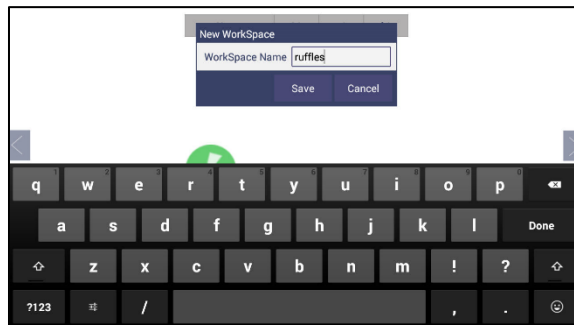 New WorkSpace
WorkSpace Name ruffles
Save Cancel
q 1 w 2 e 3 r 4 t 5 y 6 u 7 i 8 o 9 p 0
a s d f g h j k l Done
z x c v b n m ! ?
?123 / , .